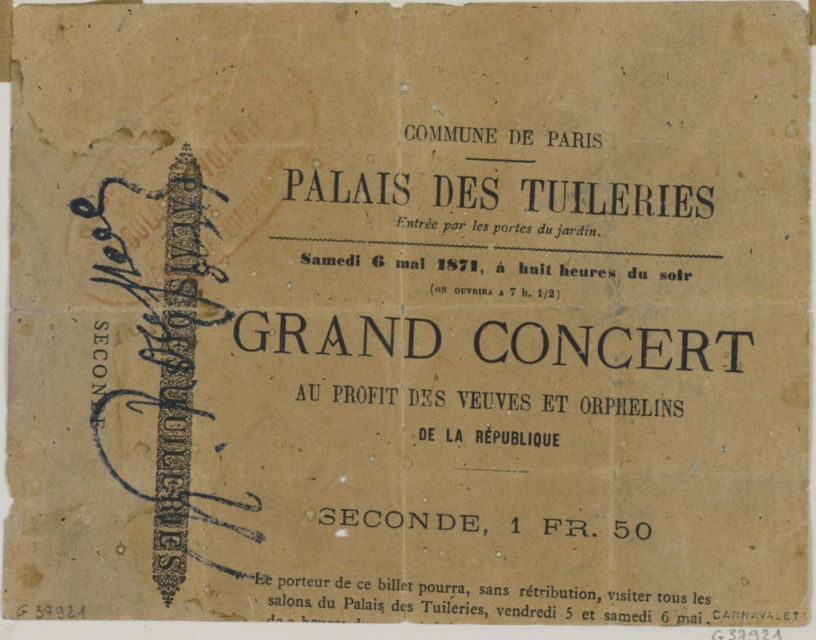 COMMUNE DE PARIS
PALAIS DES TUILERIES
Entrée par les portes du jardin.
Samedi 6 mai 1871, à huit heures du soir
(ON OUVRIRA A 7 h. 1/2)
GRAND CONCERT
AU PROFIT DES VEUVES ET ORPHELINS
DE LA RÉPUBLIQUE
SECONDE, 1 FR. 50
Le porteur de ce billet pourra, sans rétribution, visiter tous les
salons du Palais des Tuileries, vendredi 5 et samedi 6 mai,
PALAIS DES TUILERIES
SECONDE
G 37921
CARNAVALET
G 37921